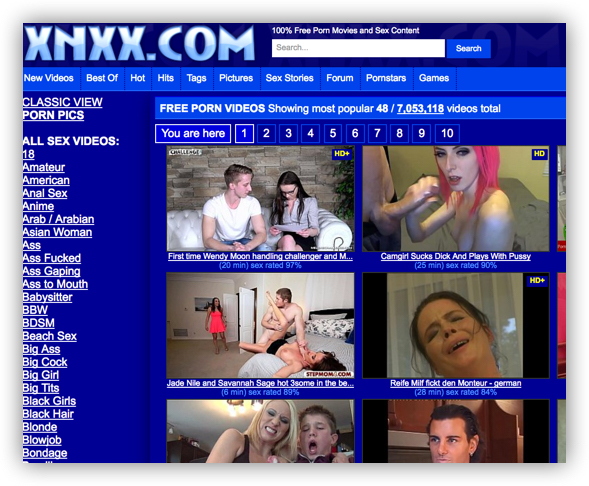 XNXX.COM
100% Free Porn Movies and Sex Content
Search...
Search
New Videos Best Of Hot Hits Tags Pictures Sex Stories Forum Pornstars Games
CLASSIC VIEW
PORN PICS
ALL SEX VIDEOS:
18
Amateur
American
Anal Sex
Anime
Arab / Arabian
Asian Woman
Ass
Ass Fucked
Ass Gaping
Ass to Mouth
Babysitter
BBW
BDSM
Beach Sex
Big Ass
Big Cock
Big Girl
Big Tits
Black Girls
Black Hair
Blonde
Blowjob
Bondage
FREE PORN VIDEOS Showing most popular 48 / 7,053,118 videos total
You are here 1 2 3 4 5 6 7 8 9 10
CHALLENGE
HD+
HD
First time Wendy Moon handling challenger and M...
(20 min) sex rated 97%
Camgirl Sucks Dick And Plays With Pussy
(25 min) sex rated 90%
HD+
STEPMOM
Jade Nile and Savannah Sage hot 3some in the be...
(6 min) sex rated 89%
Reife Milf fickt den Monteur - german
(28 min) sex rated 84%